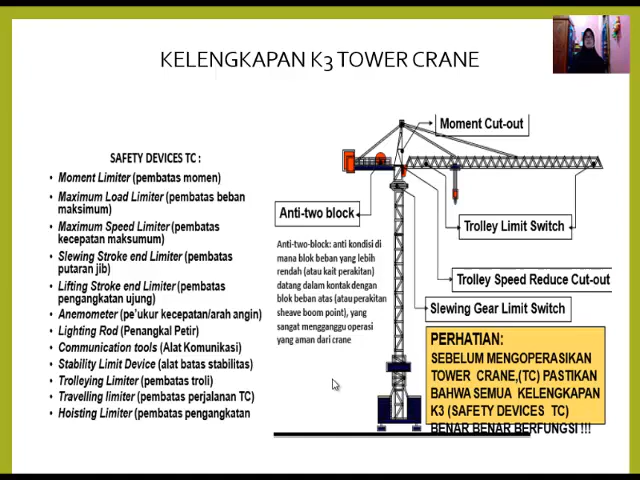 KELENGKAPAN K3 TOWER CRANE
SAFETY DEVICES TC :
• Moment Limiter (pembatas momen)
• Maximum Load Limiter (pembatas beban
maksimum)
• Maximum Speed Limiter (pembatas
kecepatan maksumum)
• Slewing Stroke end Limiter (pembatas
putaran jib)
• Lifting Stroke end Limiter (pembatas
pengangkatan ujung)
• Anemometer (pe'ukur kecepatan/arah angin)
• Lighting Rod (Penangkal Petir)
• Communication tools (Alat Komunikasi)
• Stability Limit Device (alat batas stabilitas)
• Trolleying Limiter (pembatas troli)
• Travelling limiter (pembatas perjalanan TC)
• Hoisting Limiter (pembatas pengangkatan
Moment Cut-out
Anti-two block
Trolley Limit Switch
Anti-two-block: anti kondisi di
mana blok beban yang lebih
rendah (atau kait perakitan)
datang dalam kontak dengan
blok beban atas (atau perakitan
sheave boom point), yang
sangat mengganggu operasi
yang aman dari crane
Trolley Speed Reduce Cut-out
Slewing Gear Limit Switch
PERHATIAN:
SEBELUM MENGOPERASIKAN
TOWER CRANE,(TC) PASTIKAN
BAHWA SEMUA KELENGKAPAN
K3 (SAFETY DEVICES TC)
BENAR BENAR BERFUNGSI !!!